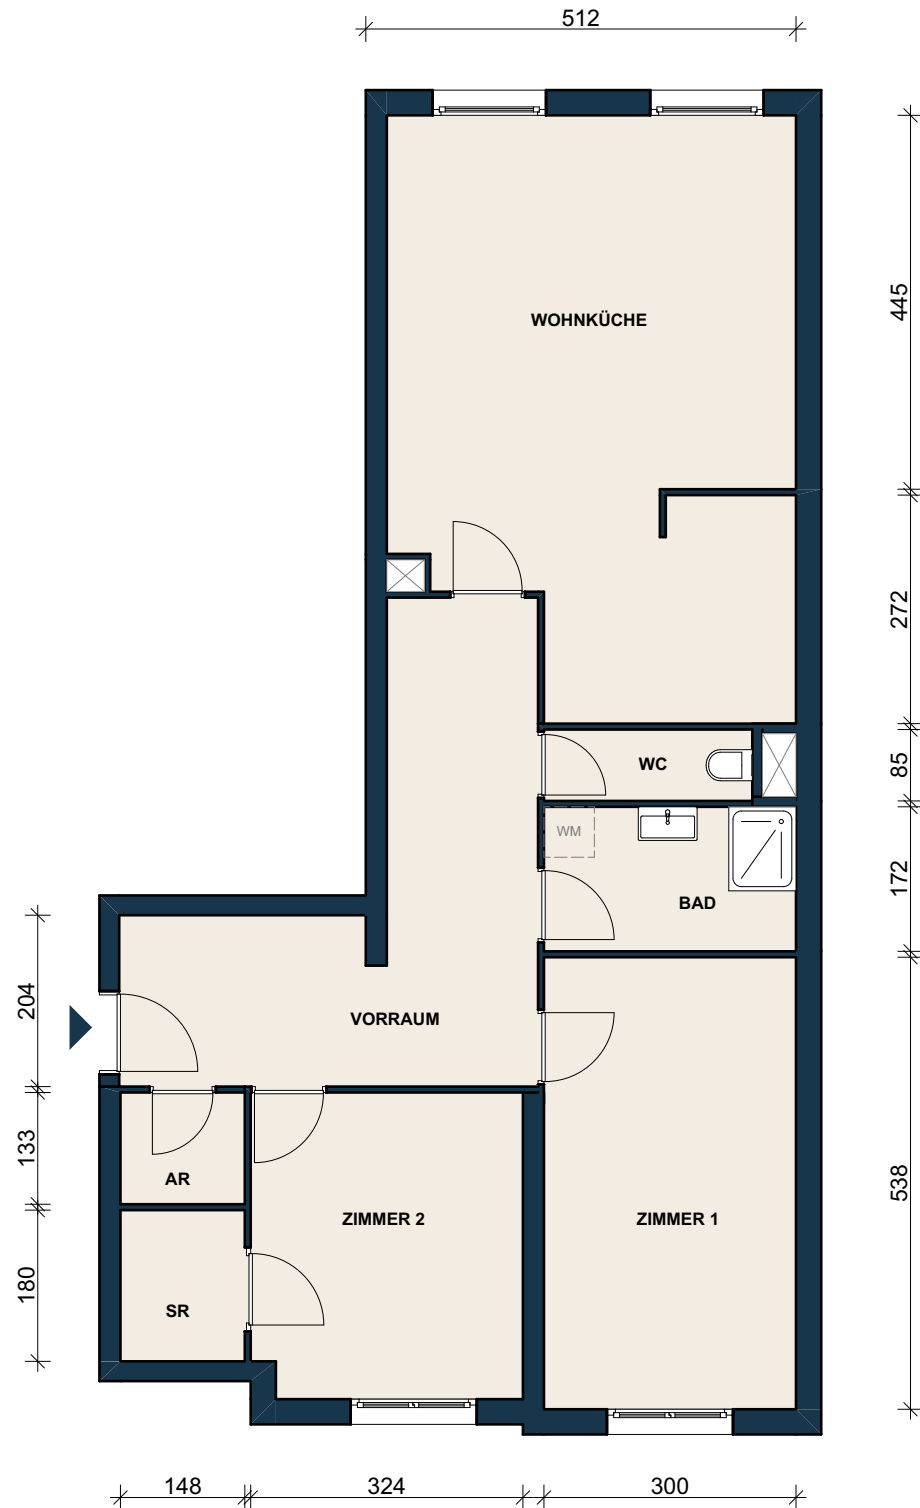 512
445
WOHNKÜCHE
272
WC
85
WM
172
BAD
204
VORRAUM
133
AR
538
ZIMMER 2
ZIMMER 1
180
SR
148
324
300